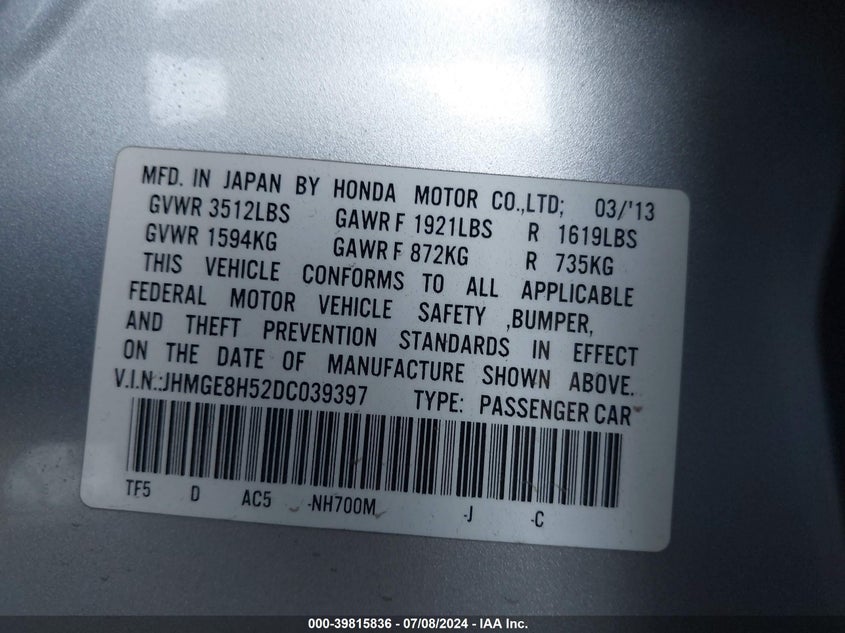 MFD. IN JAPAN BY HONDA MOTOR CO.,LTD; 03/'13
GVWR 3512LBS GAWR F 1921LBS R 1619LBS
GVWR 1594KG GAWR F 872KG R 735KG
THIS VEHICLE CONFORMS TO ALL APPLICABLE
FEDERAL MOTOR VEHICLE SAFETY ,BUMPER,
AND THEFT PREVENTION STANDARDS IN EFFECT
ON THE DATE OF MANUFACTURE SHOWN ABOVE.
V.I.N.:JHMGE8H52DC039397 TYPE: PASSENGER CAR
TF5 D AC5 -NH700M -J -C
000-39815836 - 07/08/2024 - IAA Inc.